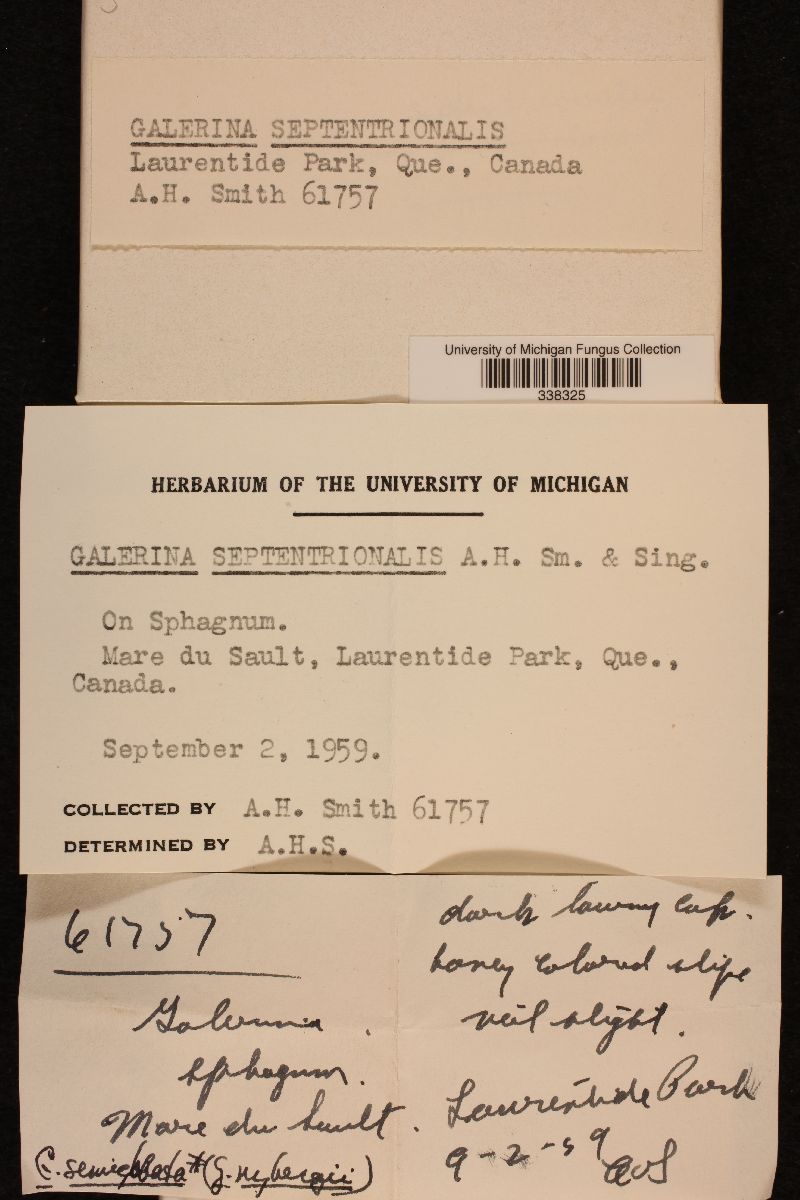 GALERINA SEPTENTRIONALIS
Laurentide Park, Que., Canada
A.H. Smith 61757
University of Michigan Fungus Collection
338325
HERBARIUM OF THE UNIVERSITY OF MICHIGAN
GALERINA SEPTENTRIONALIS A.H. Sm. & Sing.
On Sphagnum.
Mare du Sault, Laurentide Park, Que.,
Canada.
September 2, 1959.
COLLECTED BY A.H. Smith 61757
DETERMINED BY A.H.S.
61757
Galerina.
sphagnum.
Mare du Sault.
(G.
dark tawny cap.
honey colored stipe
veil slight.
Laurentide Park
9-2-59